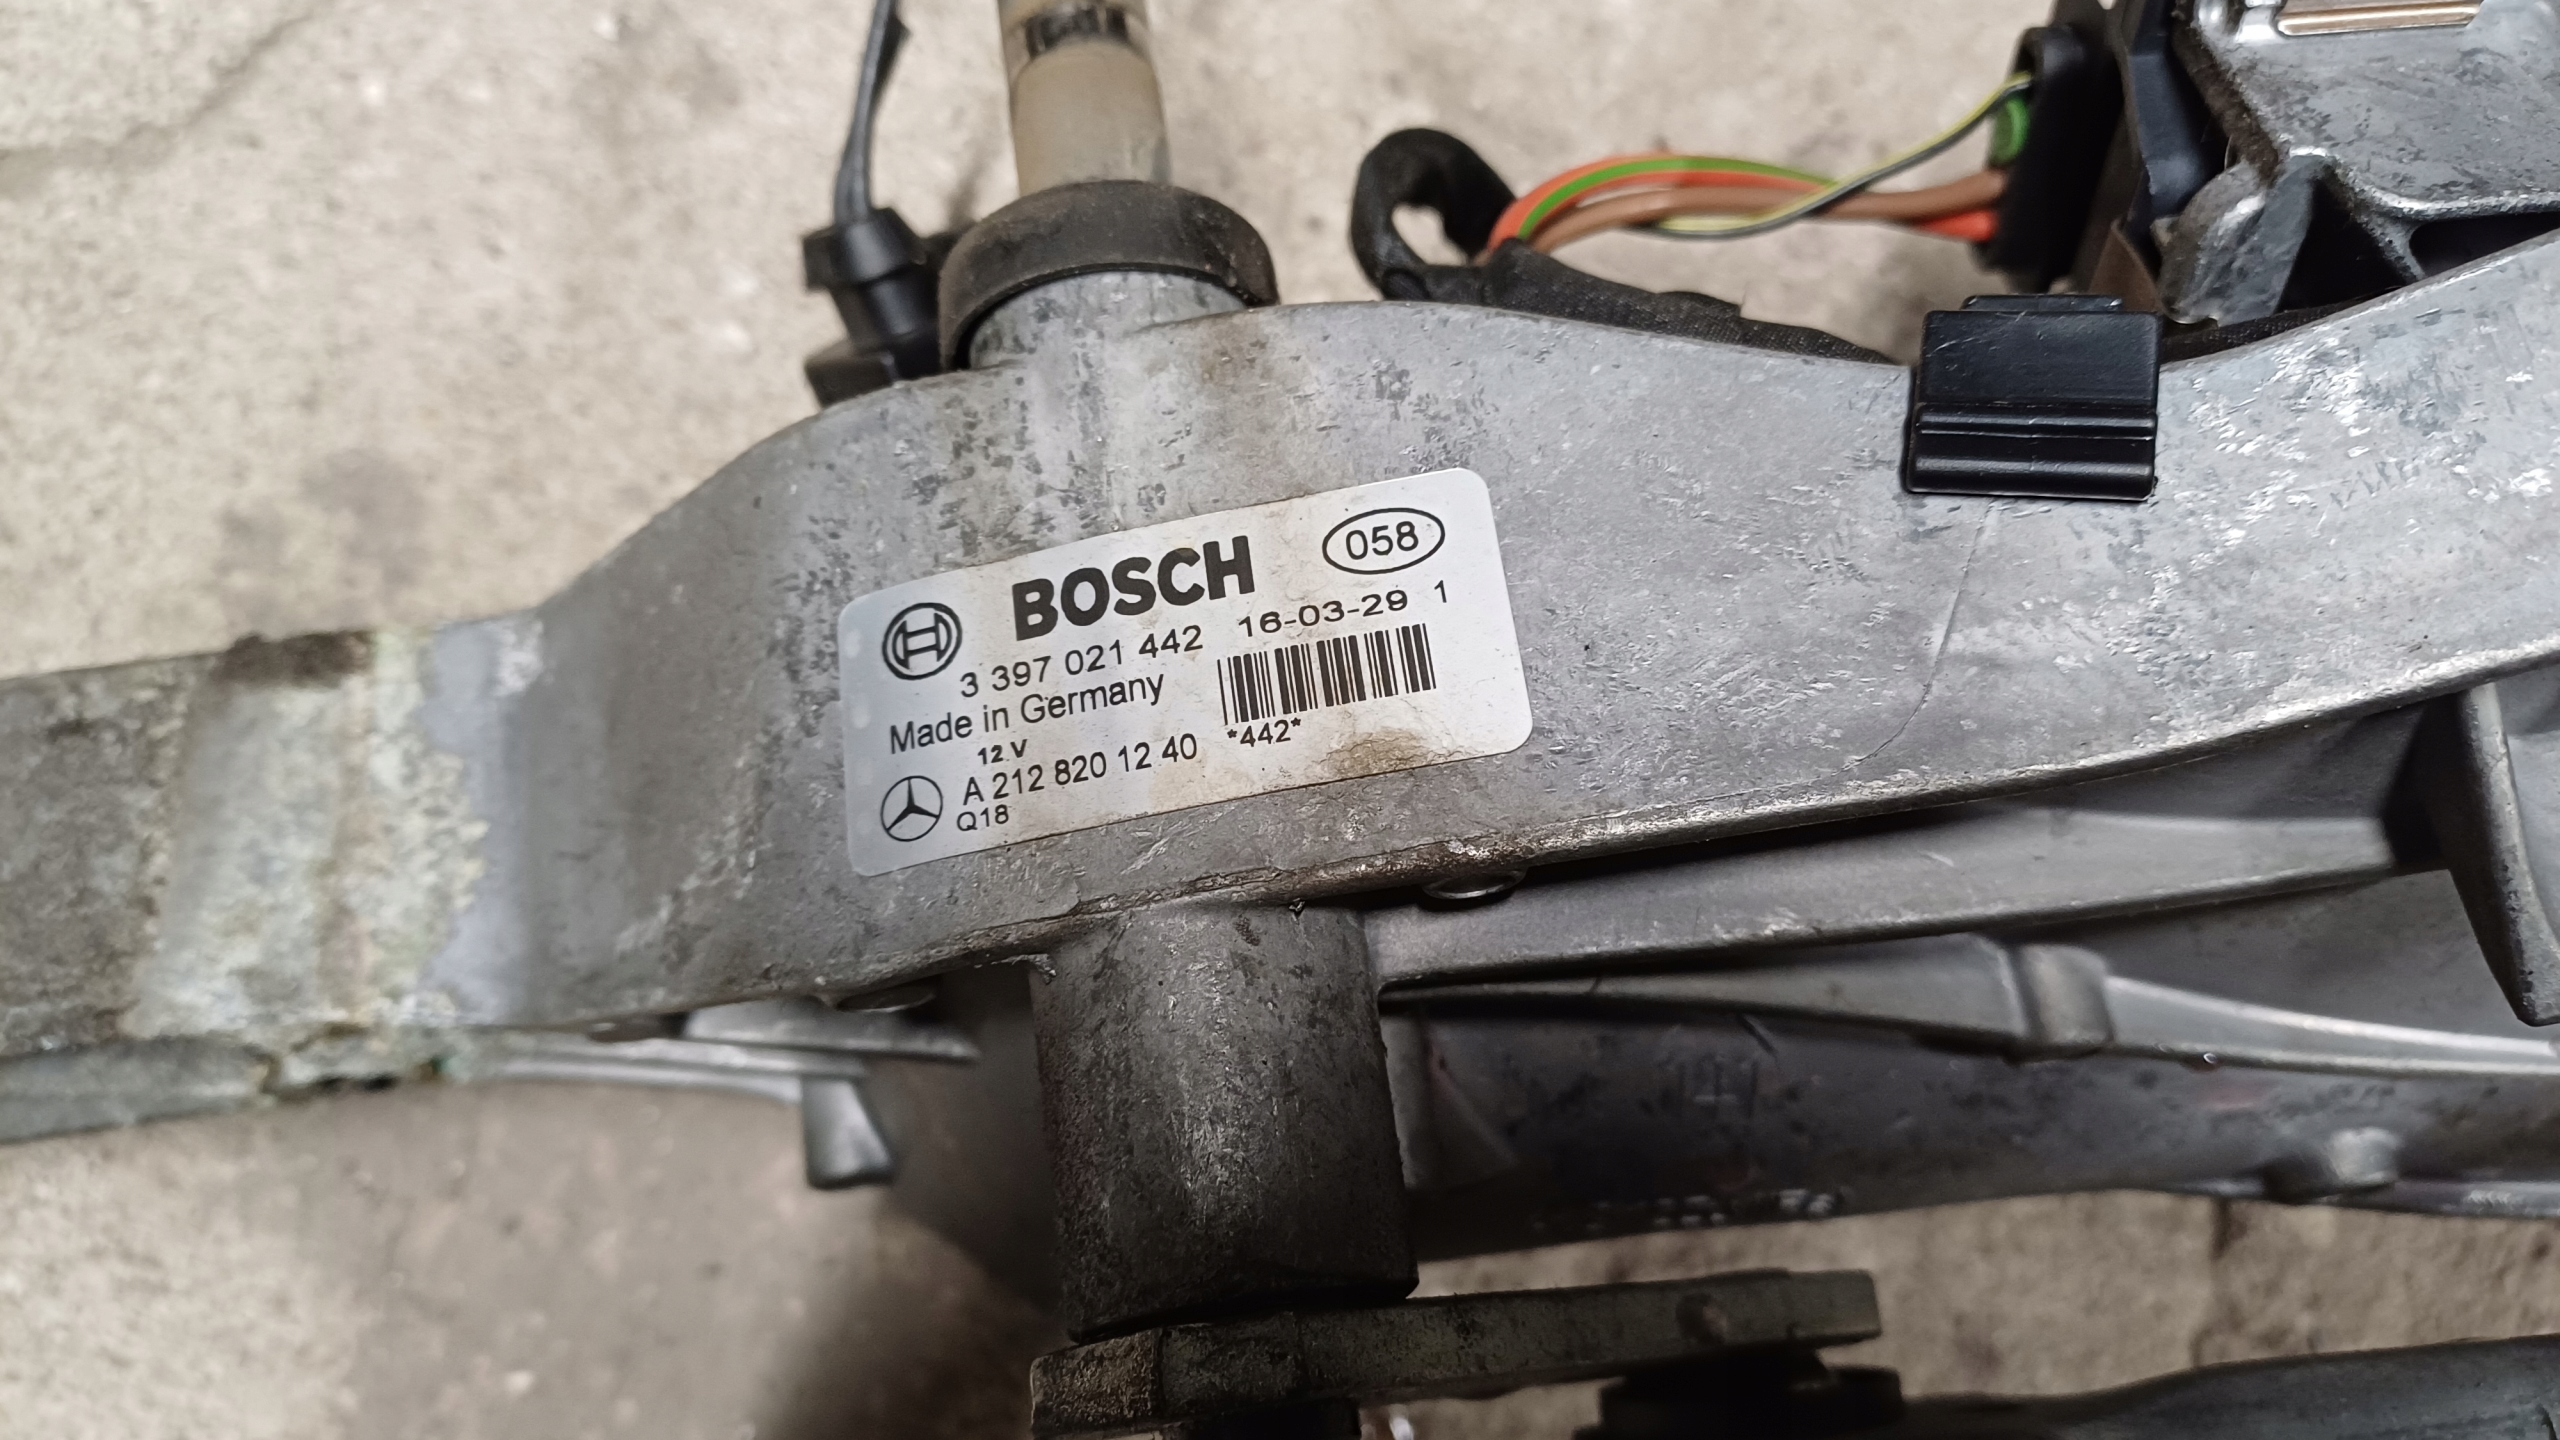 BOSCH 058
3 397 021 442 16-03-29 1
Made in Germany
12 V *442*
A 212 820 12 40
Q18